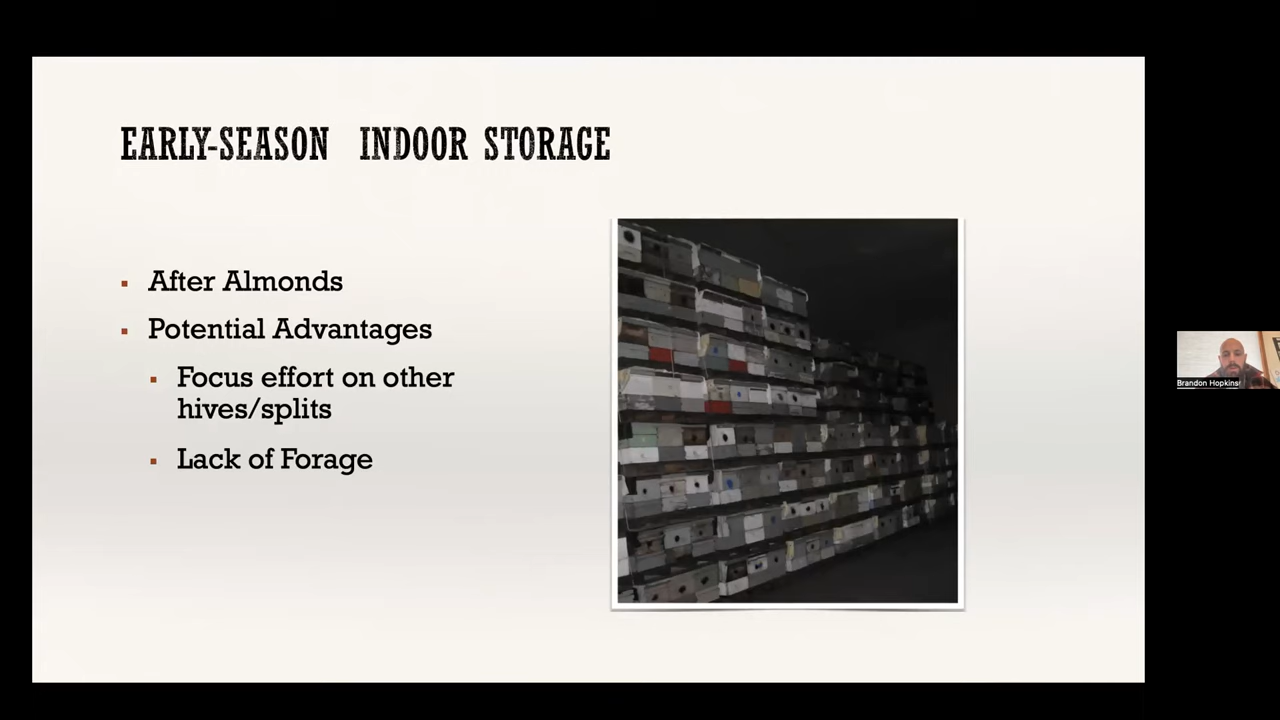 EARLY-SEASON INDOOR STORAGE
After Almonds
Potential Advantages
Focus effort on other
hives/splits
Lack of Forage
Brandon Hopkins